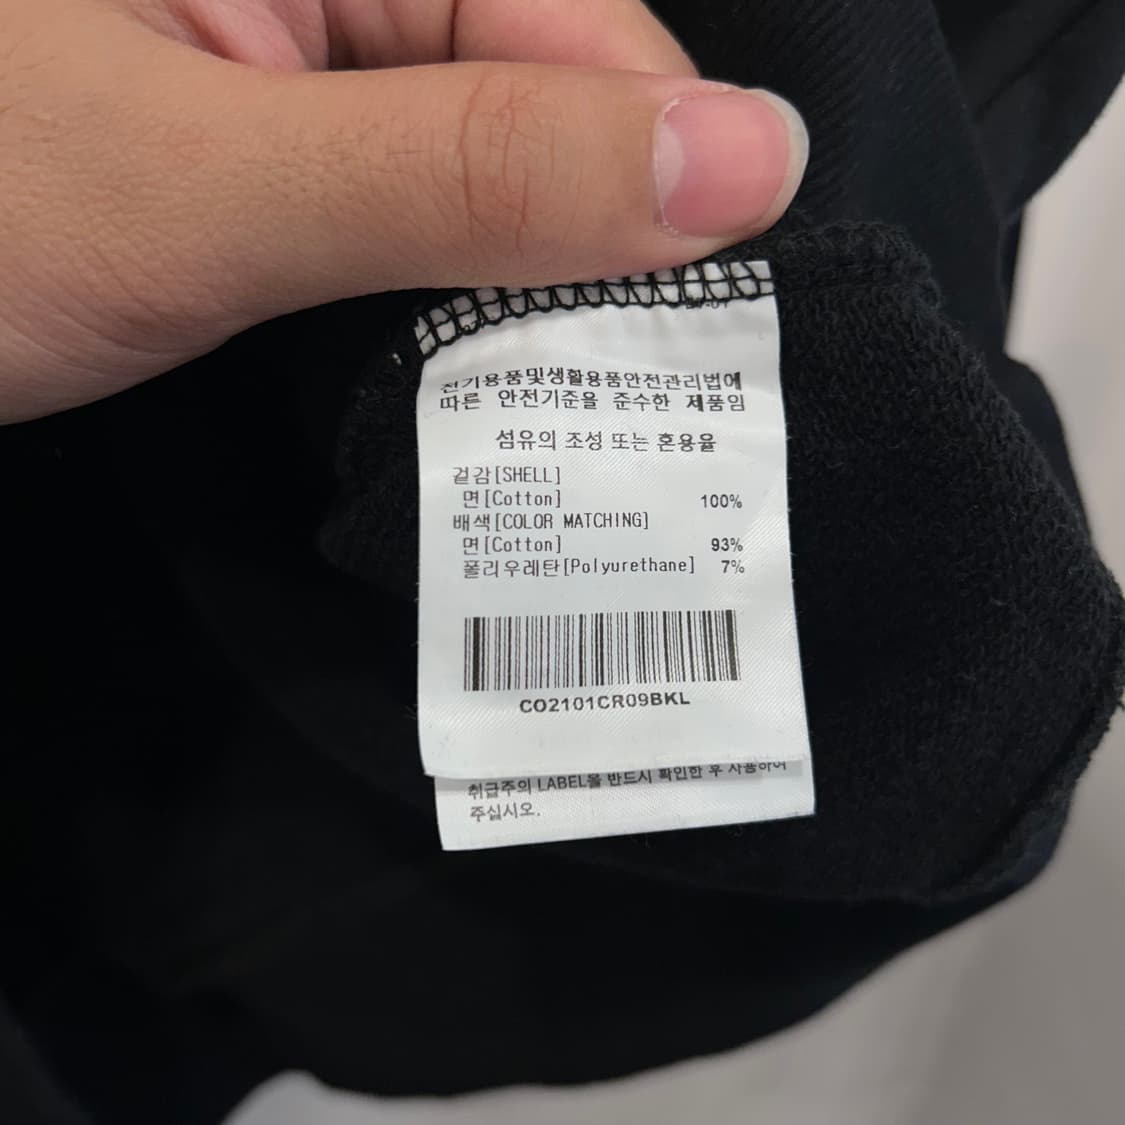 전기용품및생활용품안전관리법에
따른 안전기준을 준수한 제품임
섬유의 조성 또는 혼용율
겉감[SHELL]
면[Cotton] 100%
배색[COLOR MATCHING]
면[Cotton] 93%
폴리우레탄[Polyurethane] 7%
CO2101CR09BKL
취급주의 LABEL을 반드시 확인한 후 사용하여
주십시오.